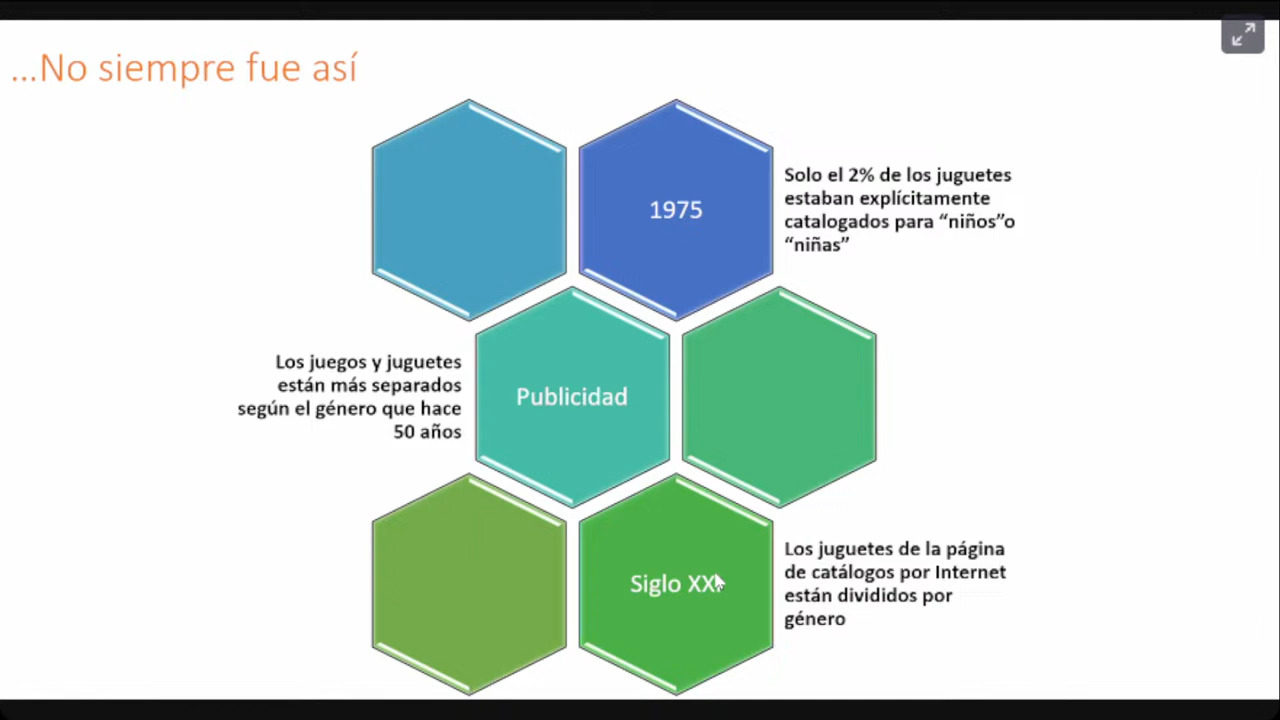 ...No siempre fue así
1975
Solo el 2% de los juguetes
estaban explícitamente
catalogados para “niños”o
“niñas”
Los juegos y juguetes
están más separados
según el género que hace
50 años
Publicidad
Siglo XXI
Los juguetes de la página
de catálogos por Internet
están divididos por
género